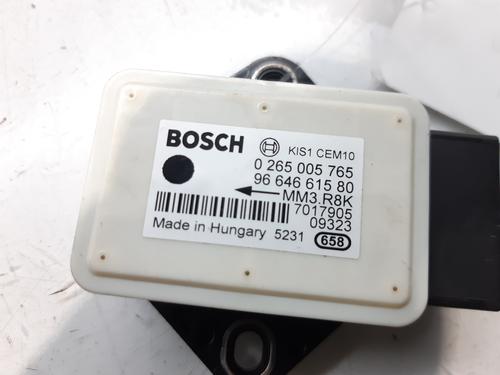 BOSCH KIS1 CEM10
0 265 005 765
96 646 615 80
MM3.R8K
7017905
09323
Made in Hungary 5231 658